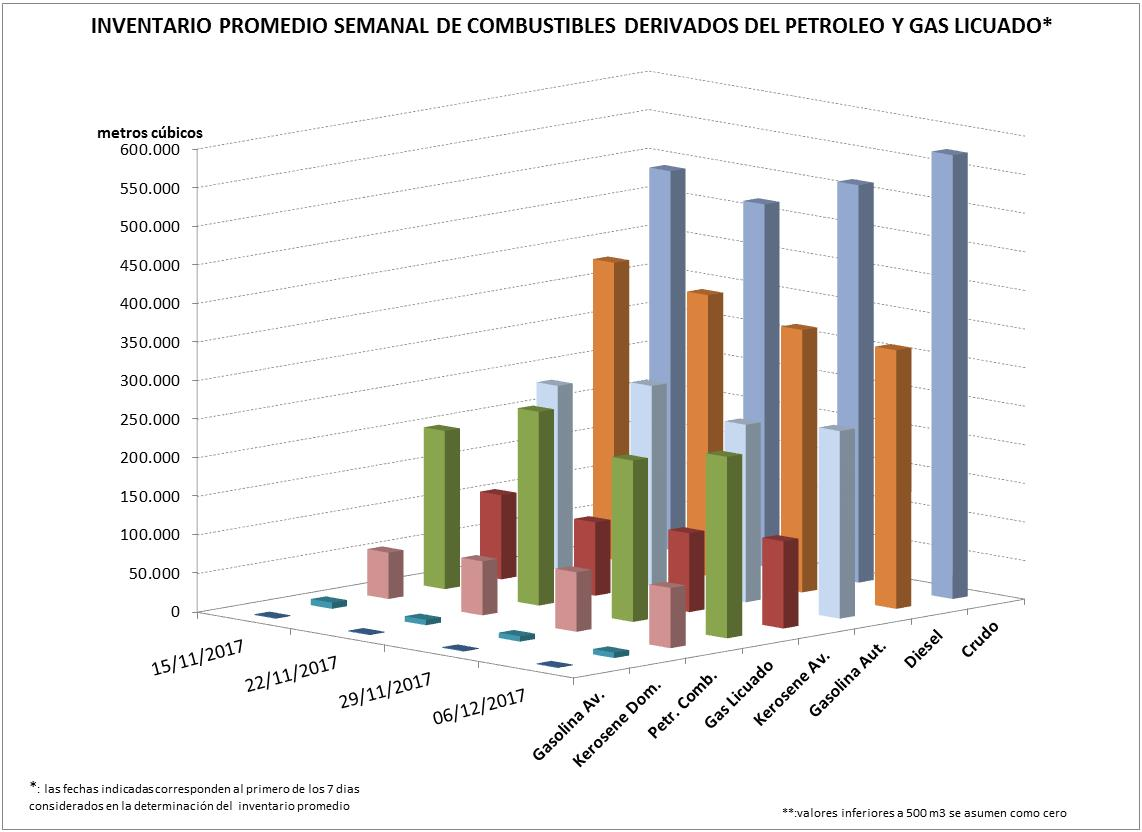 INVENTARIO PROMEDIO SEMANAL DE COMBUSTIBLES DERIVADOS DEL PETROLEO Y GAS LICUADO*
metros cúbicos
600.000
550.000
500.000
450.000
400.000
350.000
300.000
250.000
200.000
150.000
100.000
50.000
0
15/11/2017
22/11/2017
29/11/2017
06/12/2017
Gasolina Av.
Kerosene Dom.
Petr. Comb.
Gas Licuado
Kerosene Av.
Gasolina Aut.
Diesel
Crudo
*: las fechas indicadas corresponden al primero de los 7 dias
considerados en la determinación del inventario promedio
**:valores inferiores a 500 m3 se asumen como cero